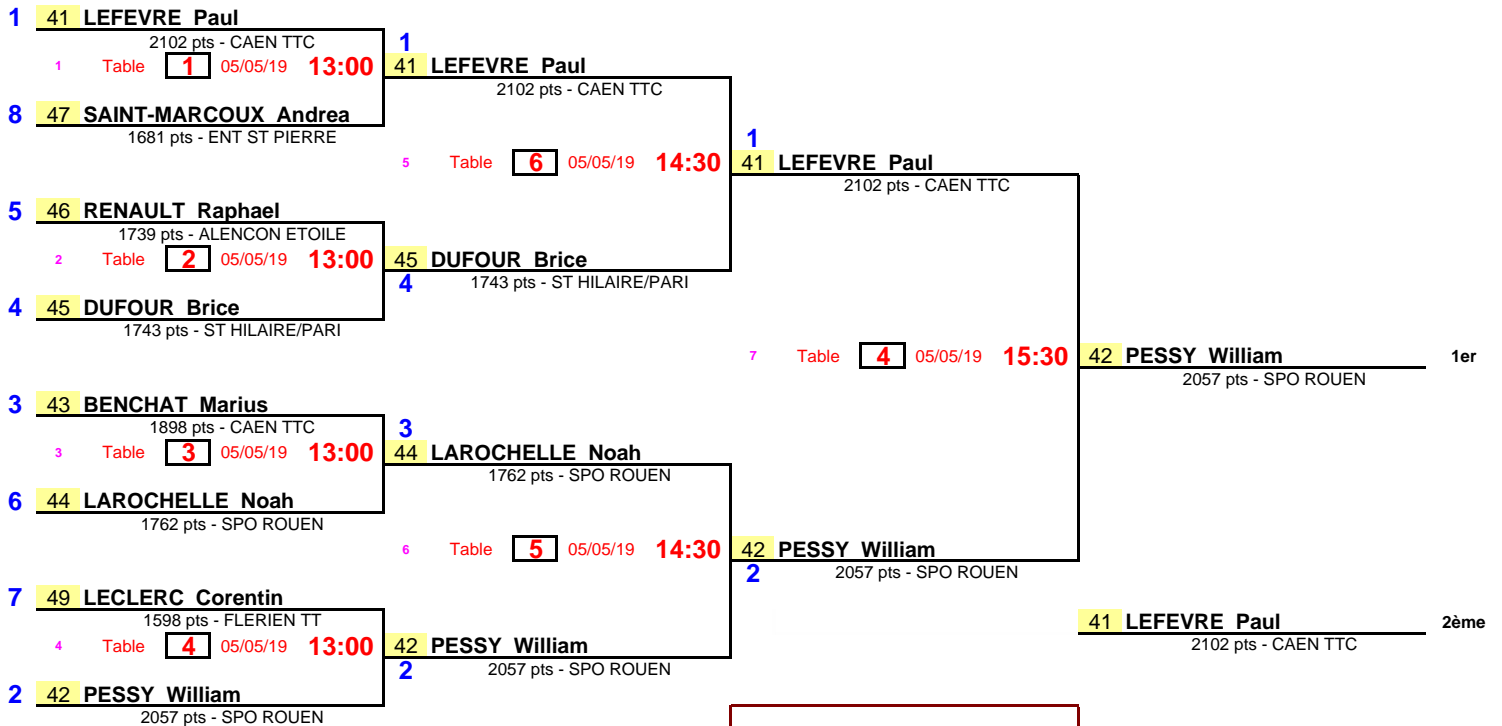 1 41 LEFEVRE Paul
2102 pts - CAEN TTC
1 Table 1 05/05/19 13:00
8 47 SAINT-MARCOUX Andrea
1681 pts - ENT ST PIERRE
5 46 RENAULT Raphael
1739 pts - ALENCON ETOILE
2 Table 2 05/05/19 13:00
4 45 DUFOUR Brice
1743 pts - ST HILAIRE/PARI
3 43 BENCHAT Marius
1898 pts - CAEN TTC
3 Table 3 05/05/19 13:00
6 44 LAROCHELLE Noah
1762 pts - SPO ROUEN
7 49 LECLERC Corentin
1598 pts - FLERIEN TT
4 Table 4 05/05/19 13:00
2 42 PESSY William
2057 pts - SPO ROUEN
1
41 LEFEVRE Paul
2102 pts - CAEN TTC
5 Table 6 05/05/19 14:30
45 DUFOUR Brice
4
1743 pts - ST HILAIRE/PARI
3
44 LAROCHELLE Noah
1762 pts - SPO ROUEN
6 Table 5 05/05/19 14:30
42 PESSY William
2
2057 pts - SPO ROUEN
1
41 LEFEVRE Paul
2102 pts - CAEN TTC
7 Table 4 05/05/19 15:30
42 PESSY William
2
2057 pts - SPO ROUEN
42 PESSY William 1er
2057 pts - SPO ROUEN
41 LEFEVRE Paul 2ème
2102 pts - CAEN TTC